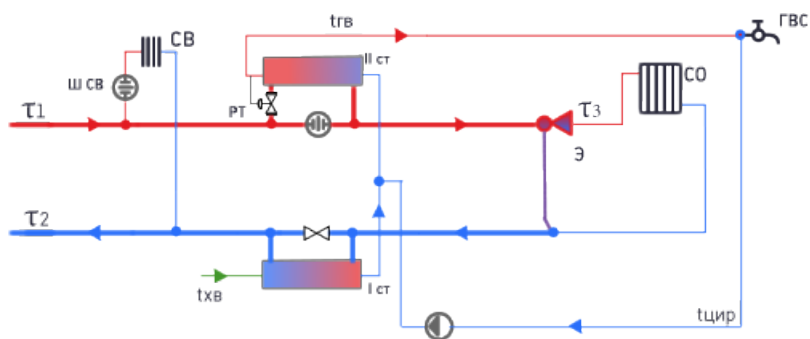 tгв
ГВС
СВ
II ст
СО
Ш СВ
РТ
τ1
τ3
Э
τ2
I ст
tхв
tцир